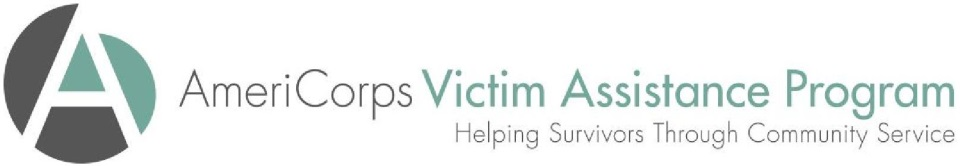 AmeriCorps Victim Assistance Program
Helping Survivors Through Community Service